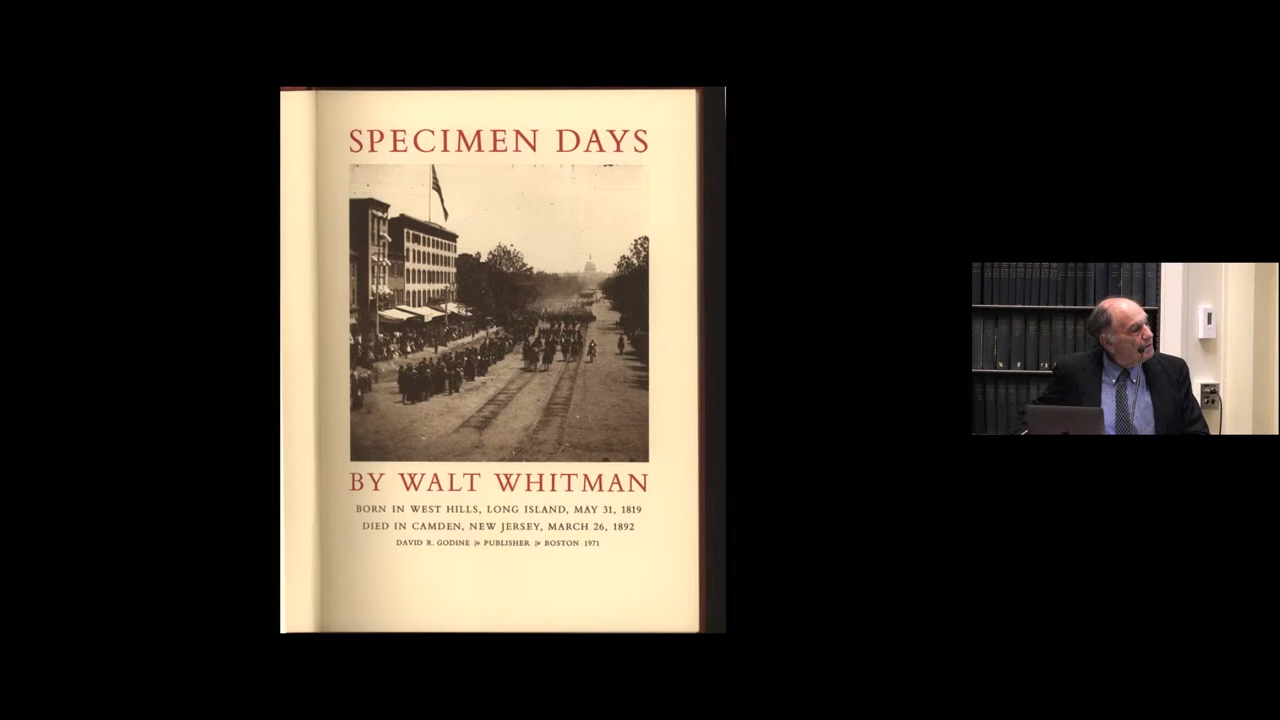 SPECIMEN DAYS
BY WALT WHITMAN
BORN IN WEST HILLS, LONG ISLAND, MAY 31, 1819
DIED IN CAMDEN, NEW JERSEY, MARCH 26, 1892
DAVID R. GODINE PUBLISHER BOSTON 1971